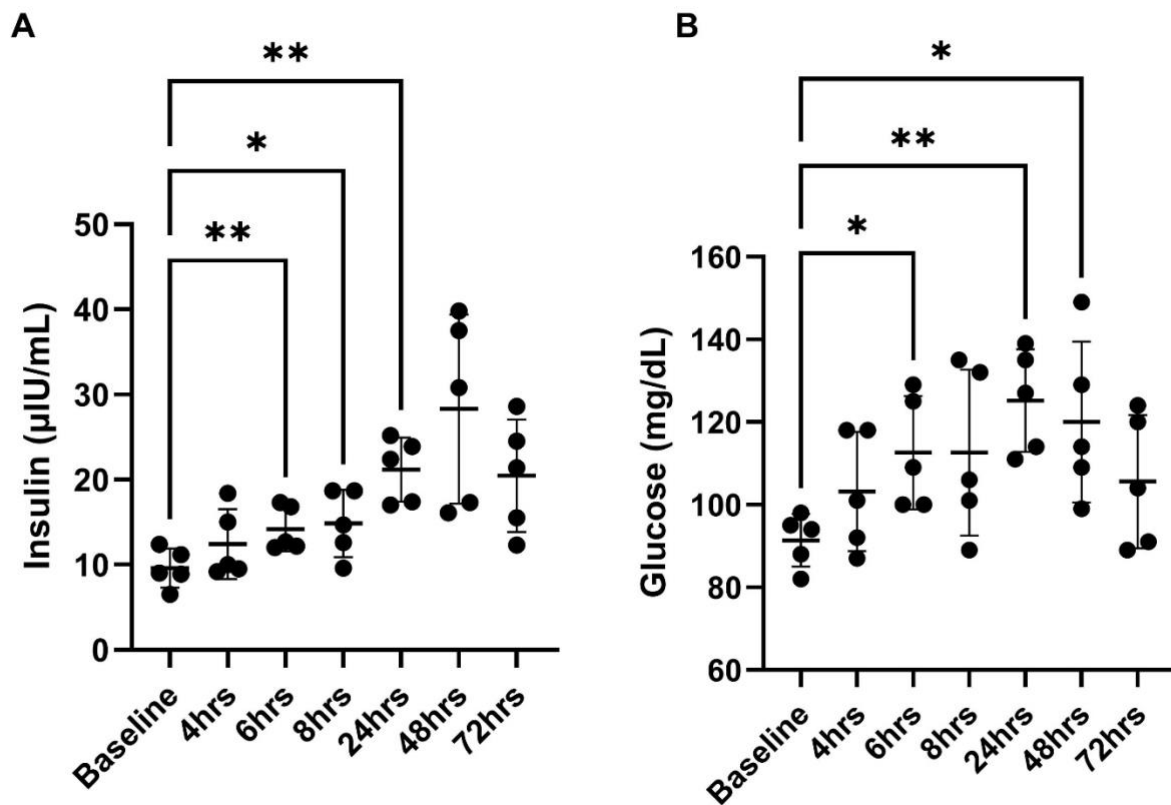 A
**
*
**
Insulin (µIU/mL)
50
40
30
20
10
0
Baseline
4hrs
6hrs
8hrs
24hrs
48hrs
72hrs
B
*
**
*
Glucose (mg/dL)
160
140
120
100
80
60
Baseline
4hrs
6hrs
8hrs
24hrs
48hrs
72hrs